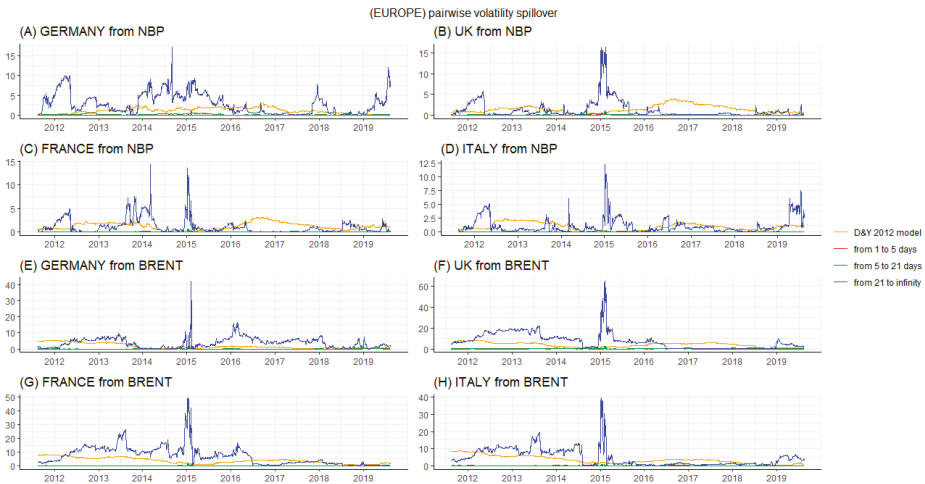 (EUROPE) pairwise volatility spillover
(A) GERMANY from NBP
15
10
5
0
2012 2013 2014 2015 2016 2017 2018 2019
(B) UK from NBP
15
10
5
0
2012 2013 2014 2015 2016 2017 2018 2019
(C) FRANCE from NBP
15
10
5
0
2012 2013 2014 2015 2016 2017 2018 2019
(D) ITALY from NBP
12.5
10.0
7.5
5.0
2.5
0.0
2012 2013 2014 2015 2016 2017 2018 2019
(E) GERMANY from BRENT
40
30
20
10
0
2012 2013 2014 2015 2016 2017 2018 2019
(F) UK from BRENT
60
40
20
0
2012 2013 2014 2015 2016 2017 2018 2019
(G) FRANCE from BRENT
50
40
30
20
10
0
2012 2013 2014 2015 2016 2017 2018 2019
(H) ITALY from BRENT
40
30
20
10
0
2012 2013 2014 2015 2016 2017 2018 2019
D&Y 2012 model
from 1 to 5 days
from 5 to 21 days
from 21 to infinity